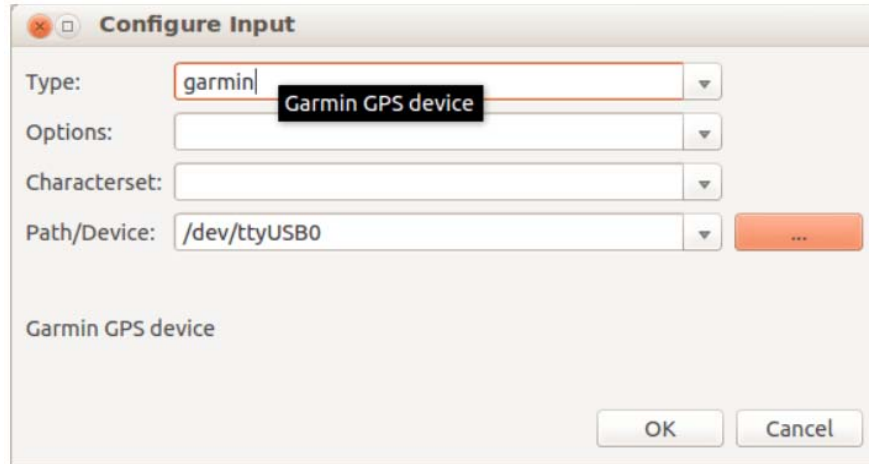 Configure Input
Type: garmin
Garmin GPS device
Options:
Characterset:
Path/Device: /dev/ttyUSB0 ...
Garmin GPS device
OK Cancel